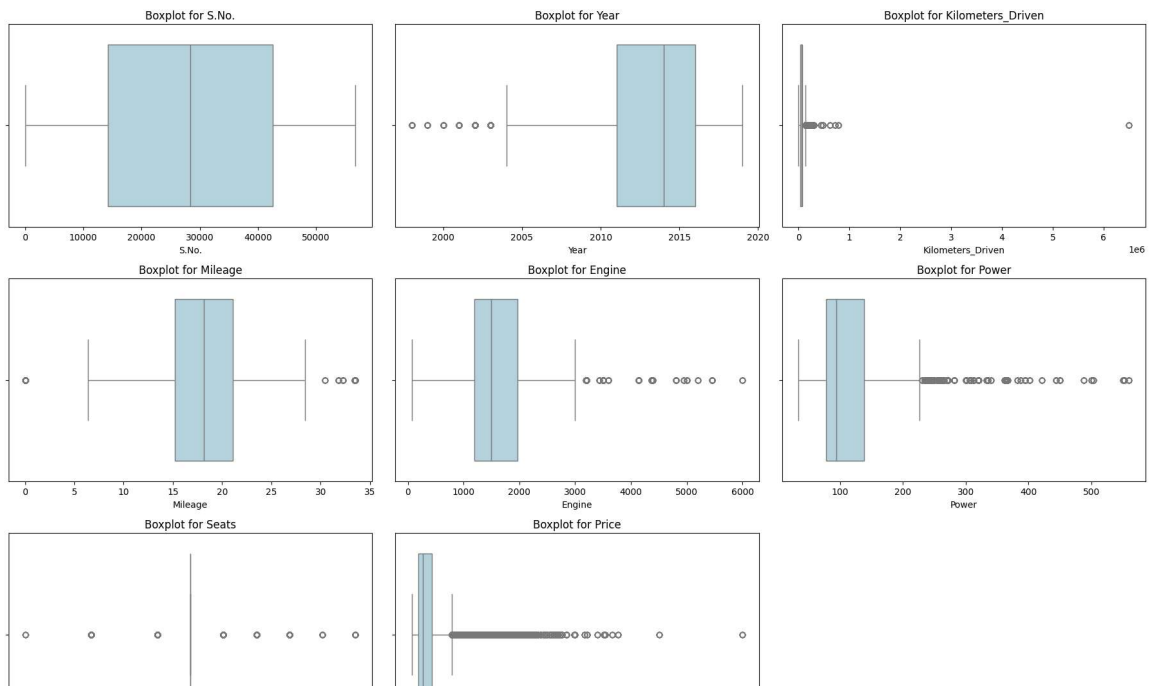 Boxplot for S.No.
Boxplot for Year
Boxplot for Kilometers_Driven
0 10000 20000 30000 40000 50000
2000 2005 2010 2015 2020
0 1 2 3 4 5 6
1e6
S.No.
Year
Kilometers_Driven
Boxplot for Mileage
Boxplot for Engine
Boxplot for Power
0 5 10 15 20 25 30 35
0 1000 2000 3000 4000 5000 6000
100 200 300 400 500
Mileage
Engine
Power
Boxplot for Seats
Boxplot for Price